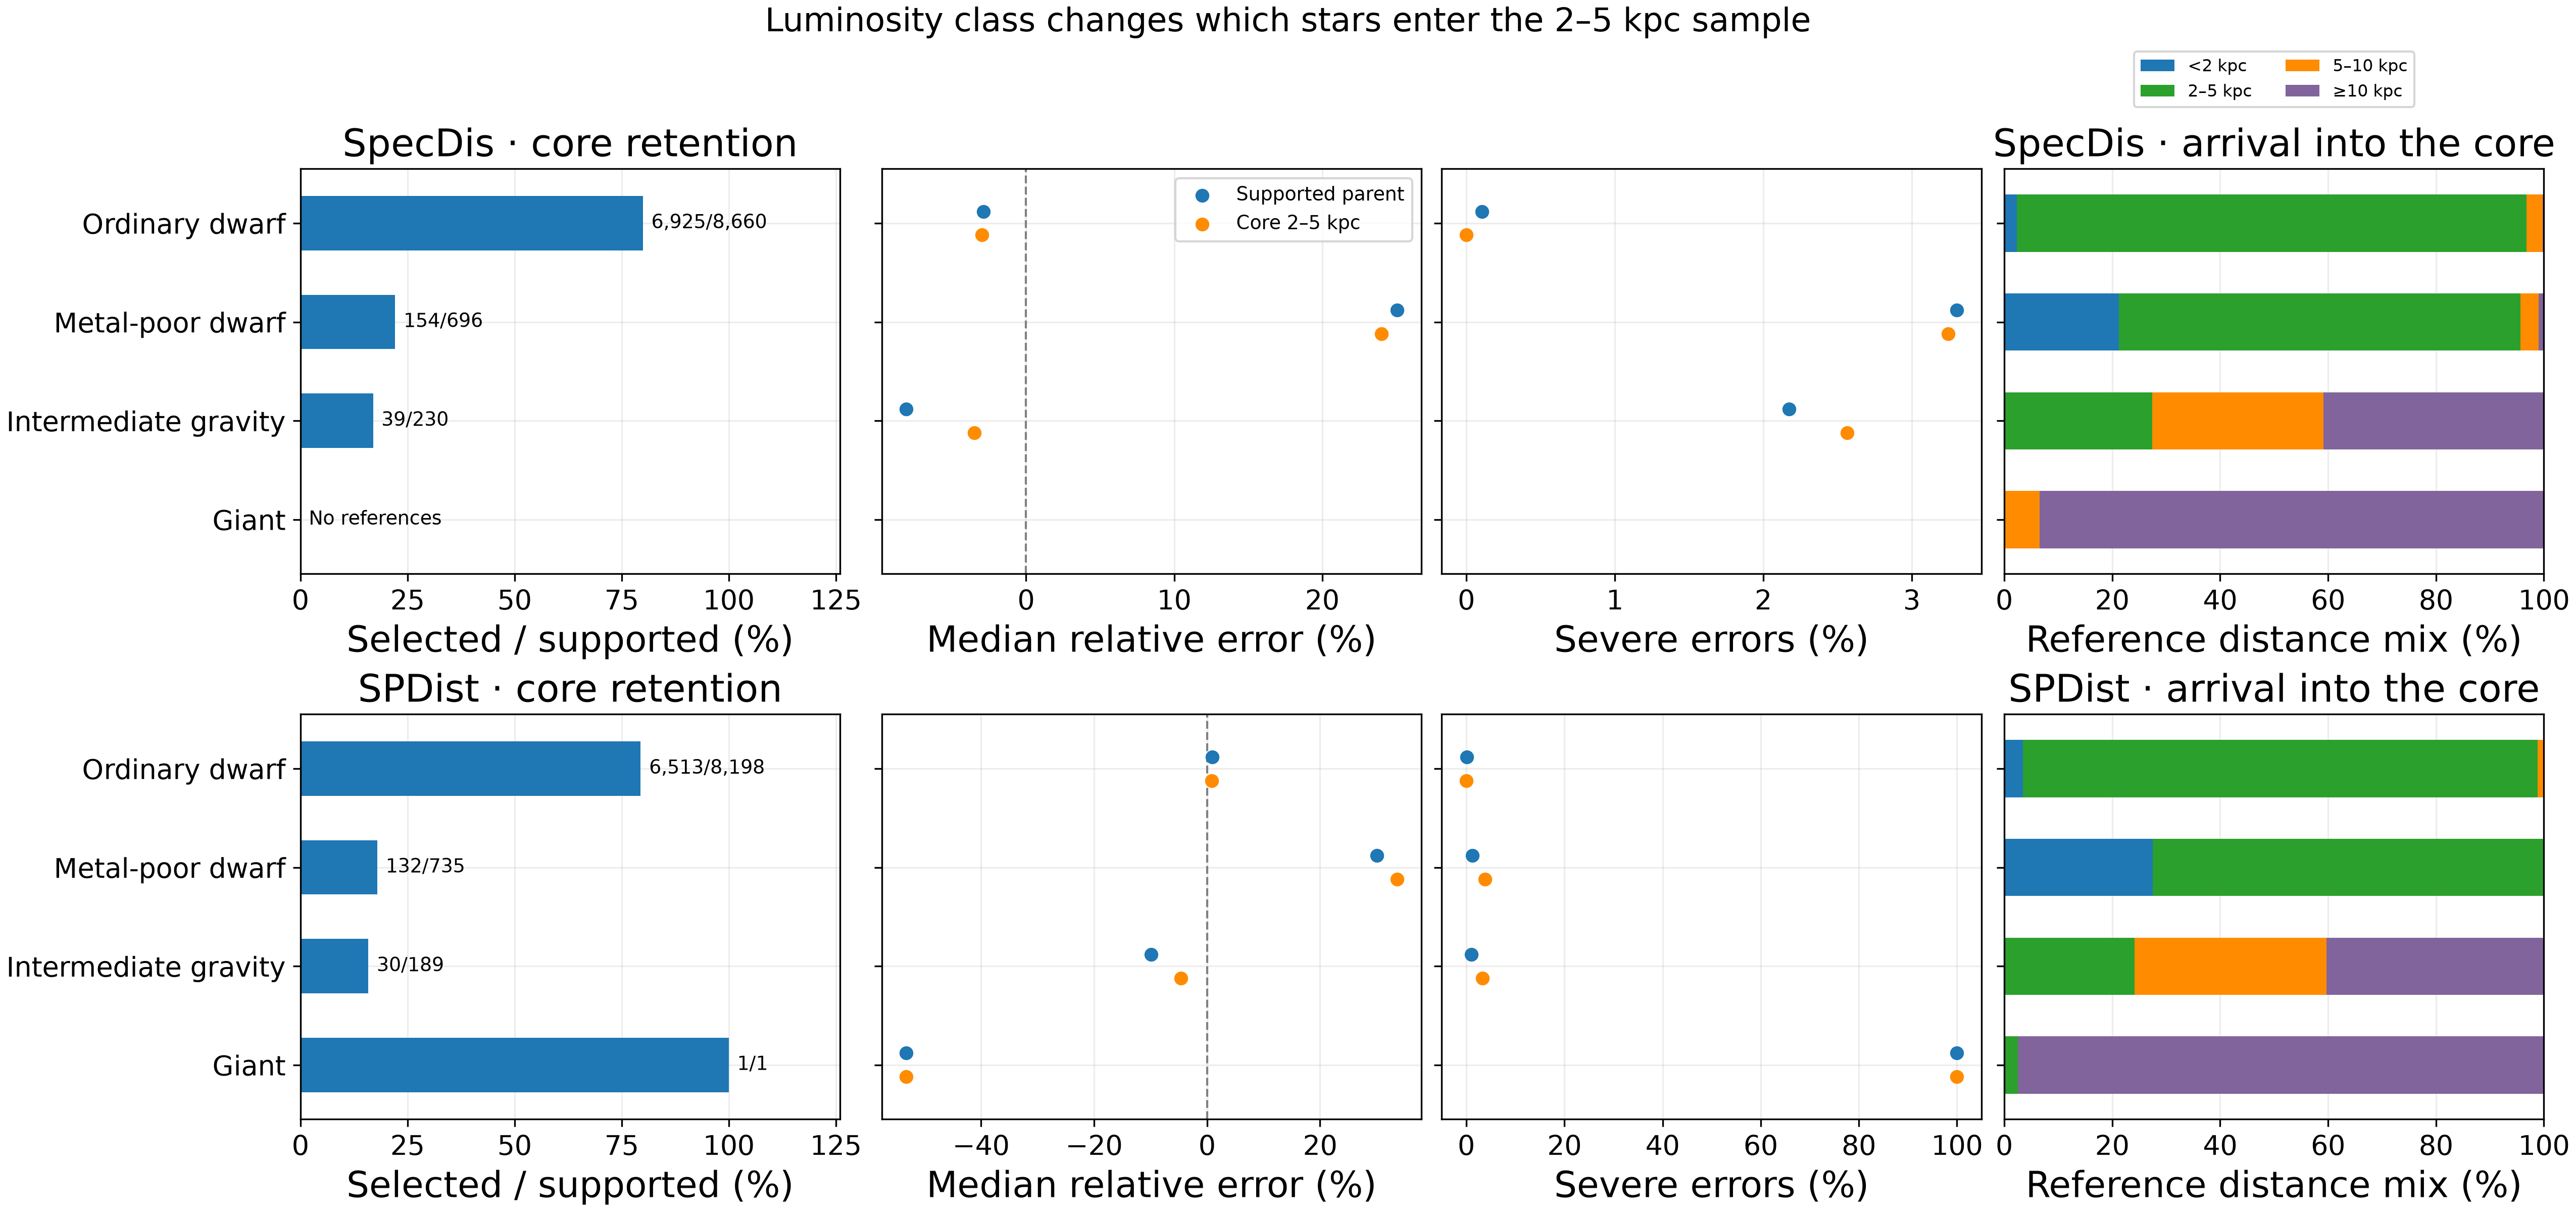 Luminosity class changes which stars enter the 2–5 kpc sample
<2 kpc
5–10 kpc
2–5 kpc
≥10 kpc
SpecDis · core retention
SpecDis · arrival into the core
Ordinary dwarf
Metal-poor dwarf
Intermediate gravity
Giant
6,925/8,660
154/696
39/230
No references
Supported parent
Core 2–5 kpc
0 25 50 75 100 125
0 10 20
0 1 2 3
0 20 40 60 80 100
Selected / supported (%)
Median relative error (%)
Severe errors (%)
Reference distance mix (%)
SPDist · core retention
SPDist · arrival into the core
Ordinary dwarf
Metal-poor dwarf
Intermediate gravity
Giant
6,513/8,198
132/735
30/189
1/1
0 25 50 75 100 125
−40 −20 0 20
0 20 40 60 80 100
0 20 40 60 80 100
Selected / supported (%)
Median relative error (%)
Severe errors (%)
Reference distance mix (%)